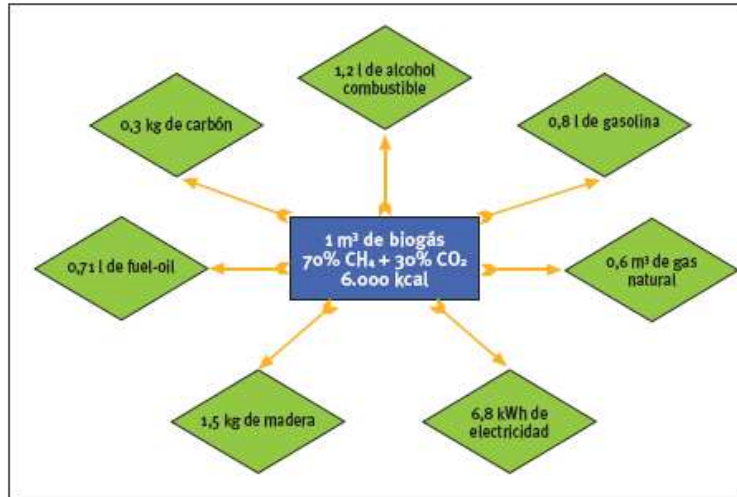 1,2 l de alcohol
combustible
0,3 kg de carbón
0,8 l de gasolina
1 m³ de biogás
70% CH₄ + 30% CO₂
6.000 kcal
0,71 l de fuel-oil
0,6 m³ de gas
natural
1,5 kg de madera
6,8 kWh de
electricidad